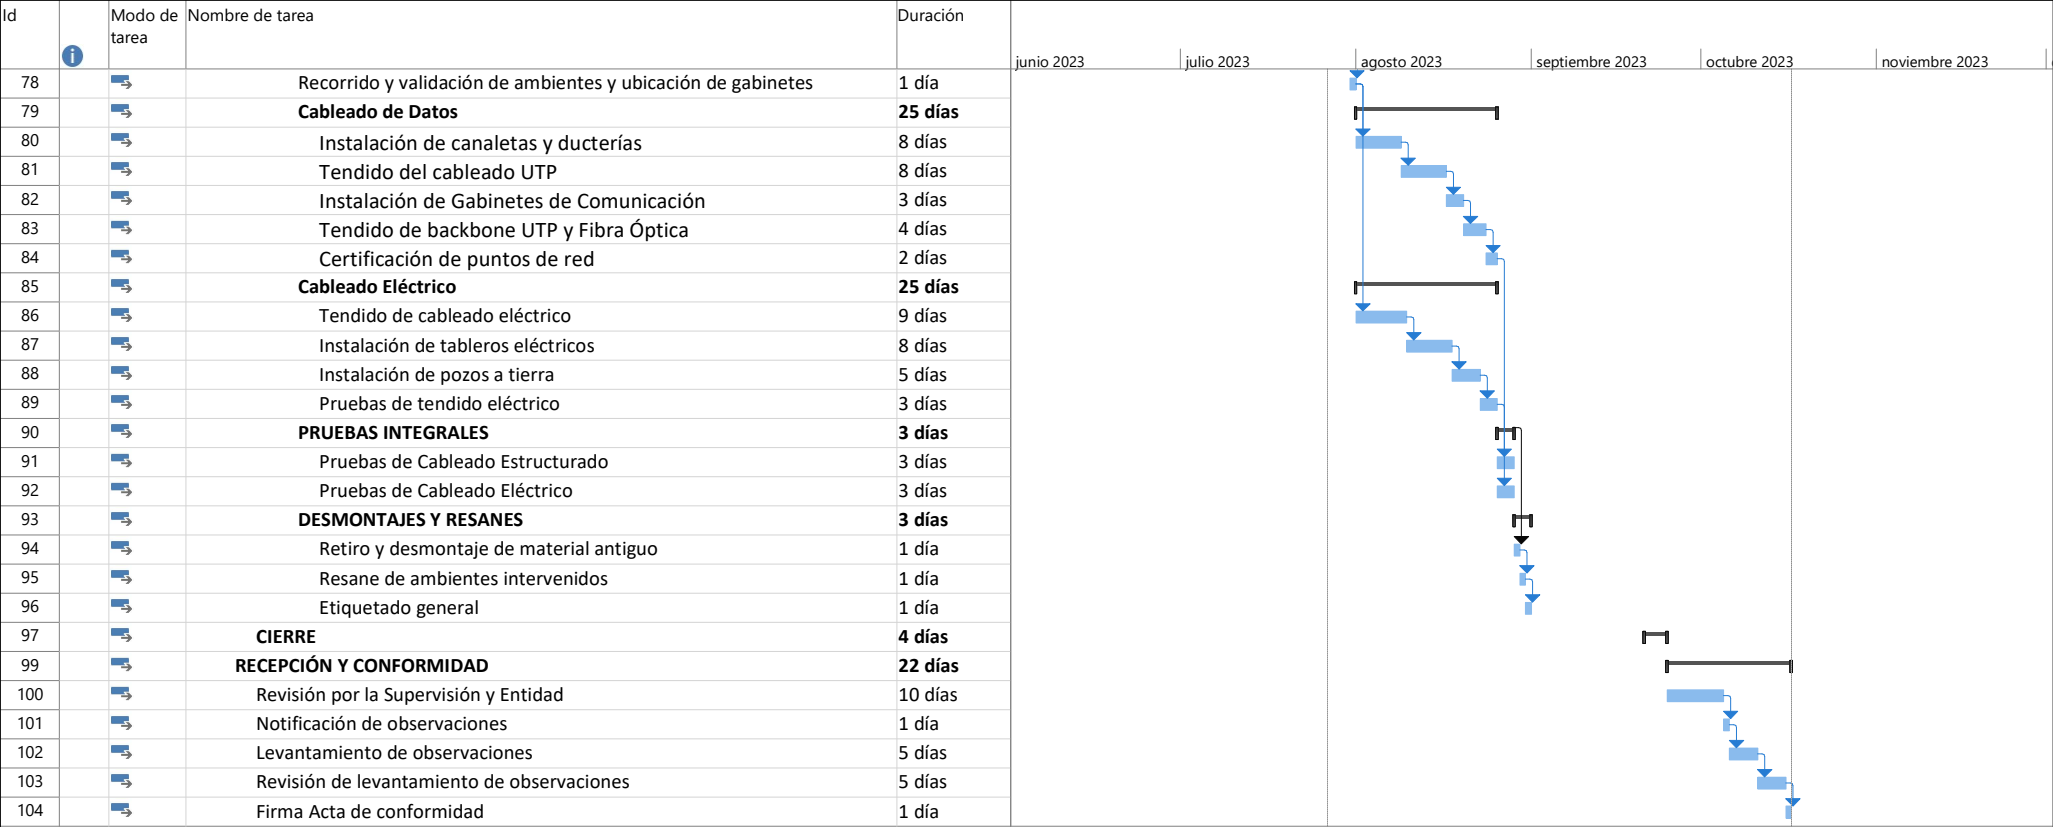 Id Modo de tarea Nombre de tarea Duración
junio 2023 julio 2023 agosto 2023 septiembre 2023 octubre 2023 noviembre 2023
78 Recorrido y validación de ambientes y ubicación de gabinetes 1 día
79 Cableado de Datos 25 días
80 Instalación de canaletas y ducterías 8 días
81 Tendido del cableado UTP 8 días
82 Instalación de Gabinetes de Comunicación 3 días
83 Tendido de backbone UTP y Fibra Óptica 4 días
84 Certificación de puntos de red 2 días
85 Cableado Eléctrico 25 días
86 Tendido de cableado eléctrico 9 días
87 Instalación de tableros eléctricos 8 días
88 Instalación de pozos a tierra 5 días
89 Pruebas de tendido eléctrico 3 días
90 PRUEBAS INTEGRALES 3 días
91 Pruebas de Cableado Estructurado 3 días
92 Pruebas de Cableado Eléctrico 3 días
93 DESMONTAJES Y RESANES 3 días
94 Retiro y desmontaje de material antiguo 1 día
95 Resane de ambientes intervenidos 1 día
96 Etiquetado general 1 día
97 CIERRE 4 días
99 RECEPCIÓN Y CONFORMIDAD 22 días
100 Revisión por la Supervisión y Entidad 10 días
101 Notificación de observaciones 1 día
102 Levantamiento de observaciones 5 días
103 Revisión de levantamiento de observaciones 5 días
104 Firma Acta de conformidad 1 día